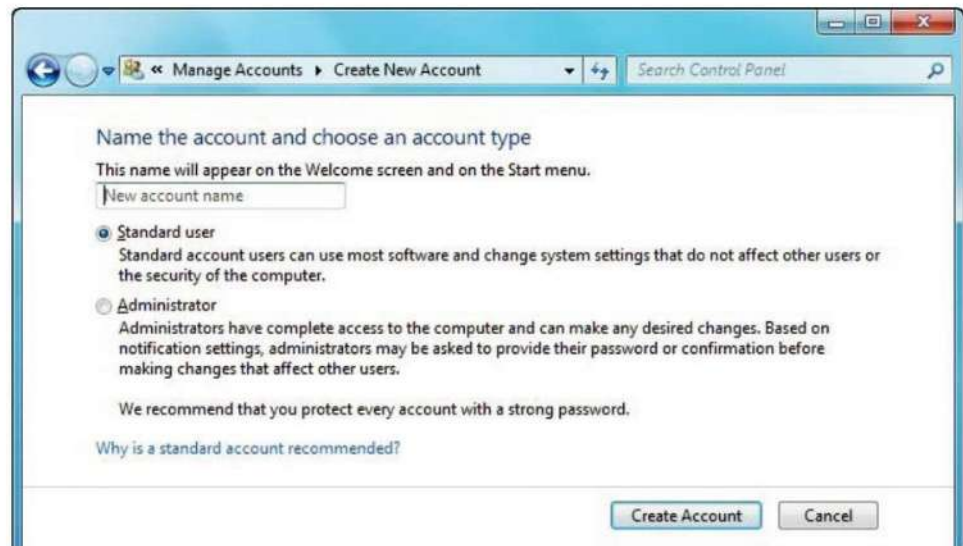 « Manage Accounts ▸ Create New Account
Search Control Panel
Name the account and choose an account type
This name will appear on the Welcome screen and on the Start menu.
New account name
Standard user
Standard account users can use most software and change system settings that do not affect other users or
the security of the computer.
Administrator
Administrators have complete access to the computer and can make any desired changes. Based on
notification settings, administrators may be asked to provide their password or confirmation before
making changes that affect other users.
We recommend that you protect every account with a strong password.
Why is a standard account recommended?
Create Account
Cancel